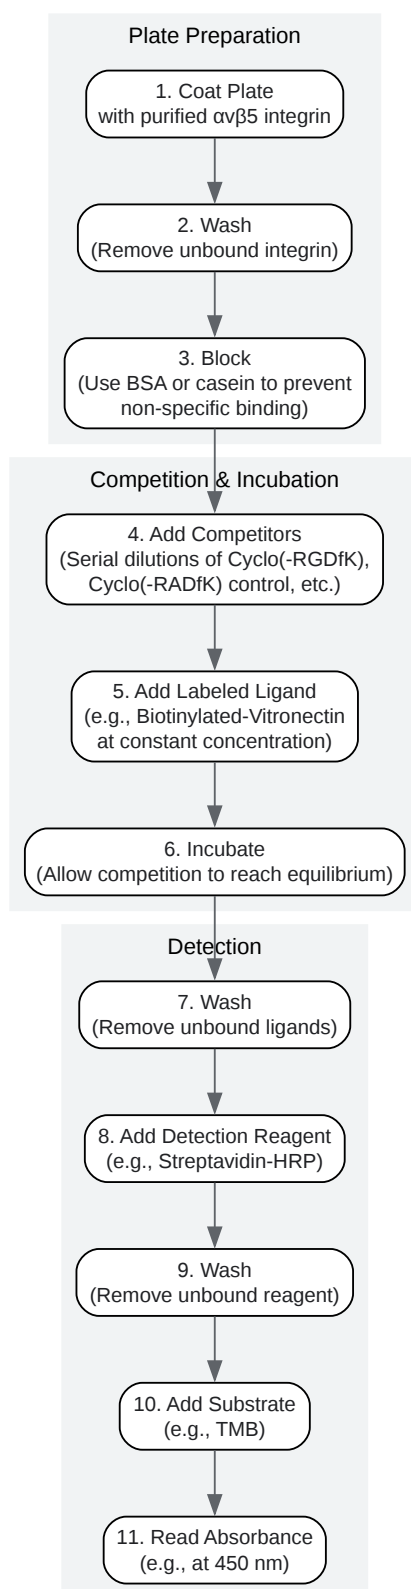 Plate Preparation
1. Coat Plate
with purified αvβ5 integrin
2. Wash
(Remove unbound integrin)
3. Block
(Use BSA or casein to prevent
non-specific binding)
Competition & Incubation
4. Add Competitors
(Serial dilutions of Cyclo(-RGDfK),
Cyclo(-RADfK) control, etc.)
5. Add Labeled Ligand
(e.g., Biotinylated-Vitronectin
at constant concentration)
6. Incubate
(Allow competition to reach equilibrium)
Detection
7. Wash
(Remove unbound ligands)
8. Add Detection Reagent
(e.g., Streptavidin-HRP)
9. Wash
(Remove unbound reagent)
10. Add Substrate
(e.g., TMB)
11. Read Absorbance
(e.g., at 450 nm)